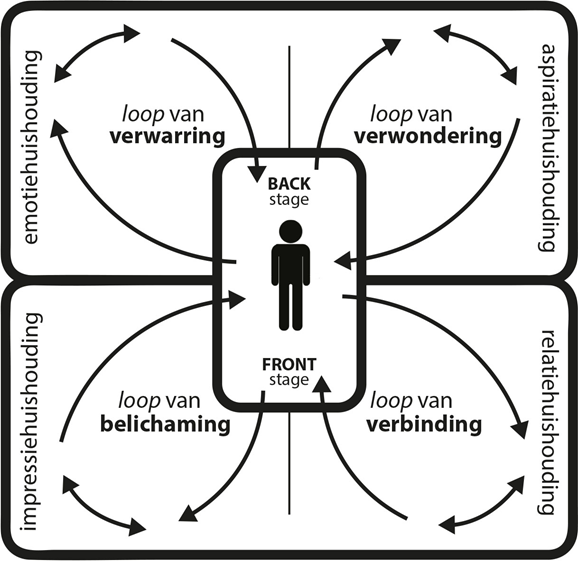 emotiehuishouding
loop van
verwarring
loop van
verwondering
aspiratiehuishouding
BACK
stage
FRONT
stage
impressiehuishouding
loop van
belichaming
loop van
verbinding
relatiehuishouding